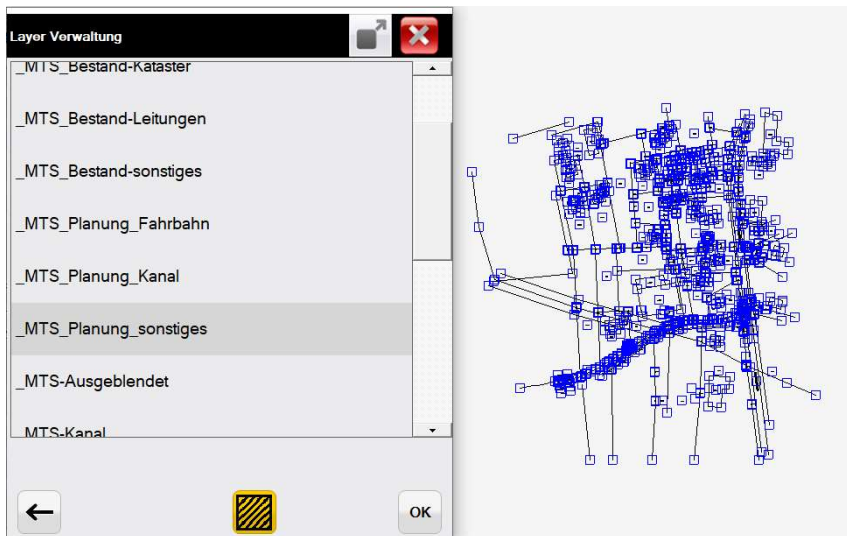 Layer Verwaltung
_MTS_Bestand-Kataster
_MTS_Bestand-Leitungen
_MTS_Bestand-sonstiges
_MTS_Planung_Fahrbahn
_MTS_Planung_Kanal
_MTS_Planung_sonstiges
_MTS-Ausgeblendet
_MTS-Kanal
OK